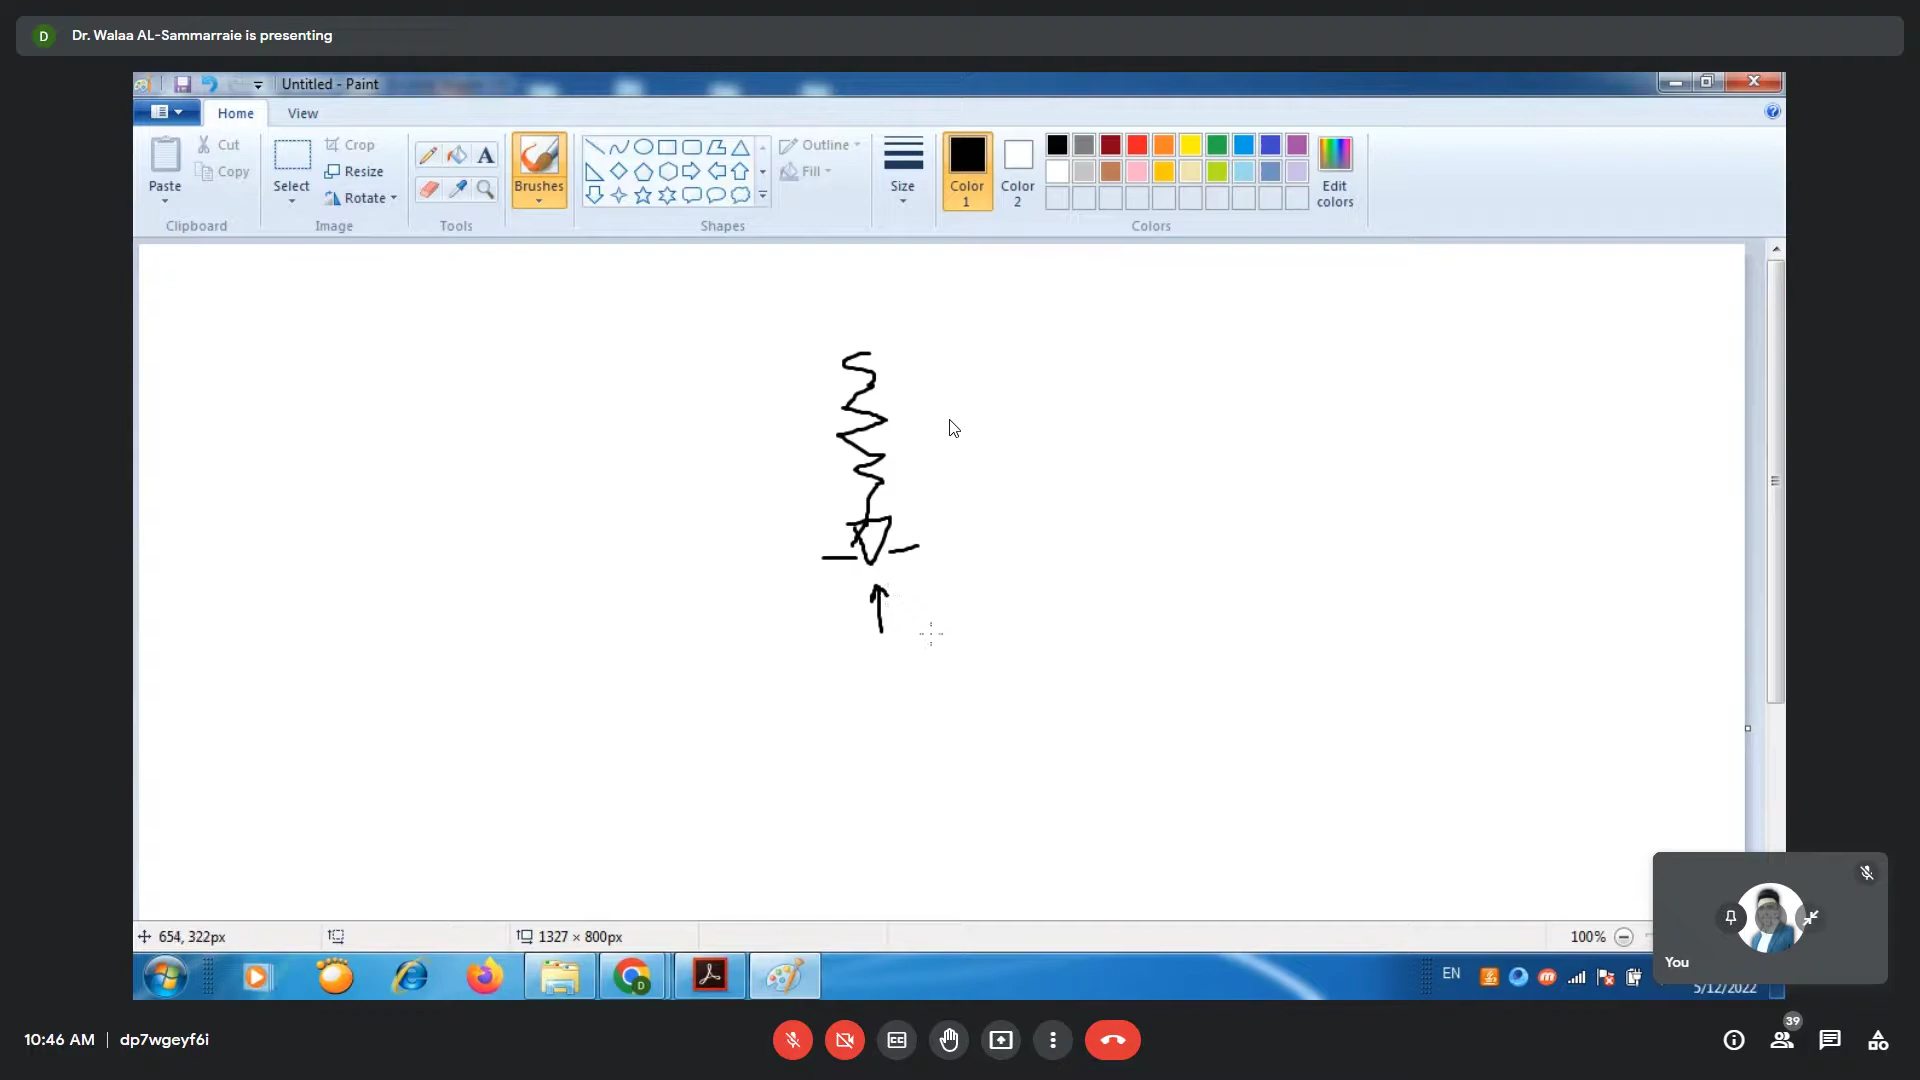 D Dr. Walaa AL-Sammarraie is presenting
Untitled - Paint
Home View
Cut
Crop
Outline
Copy
Resize
Fill
A
Paste Select Brushes Size Color Color Edit
Rotate 1 2 colors
Clipboard Image Tools Shapes Colors
654, 322px 1327 × 800px 100%
You
D
EN
5/12/2022
10:46 AM dp7wgeyf6i
39